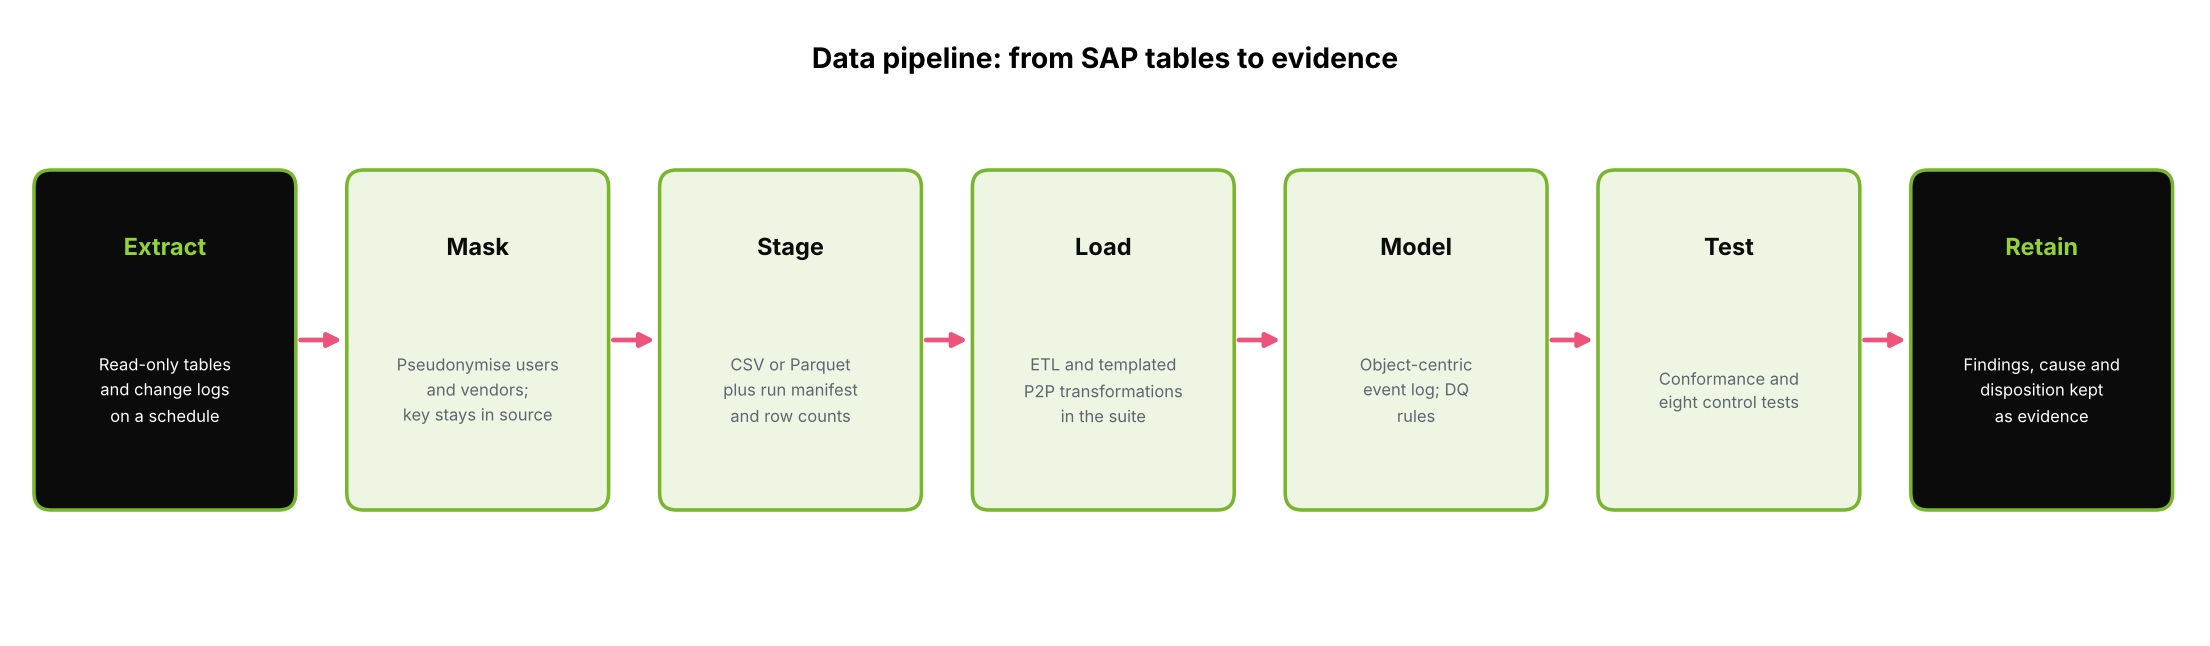 Data pipeline: from SAP tables to evidence
Extract
Read-only tables
and change logs
on a schedule
Mask
Pseudonymise users
and vendors;
key stays in source
Stage
CSV or Parquet
plus run manifest
and row counts
Load
ETL and templated
P2P transformations
in the suite
Model
Object-centric
event log; DQ
rules
Test
Conformance and
eight control tests
Retain
Findings, cause and
disposition kept
as evidence